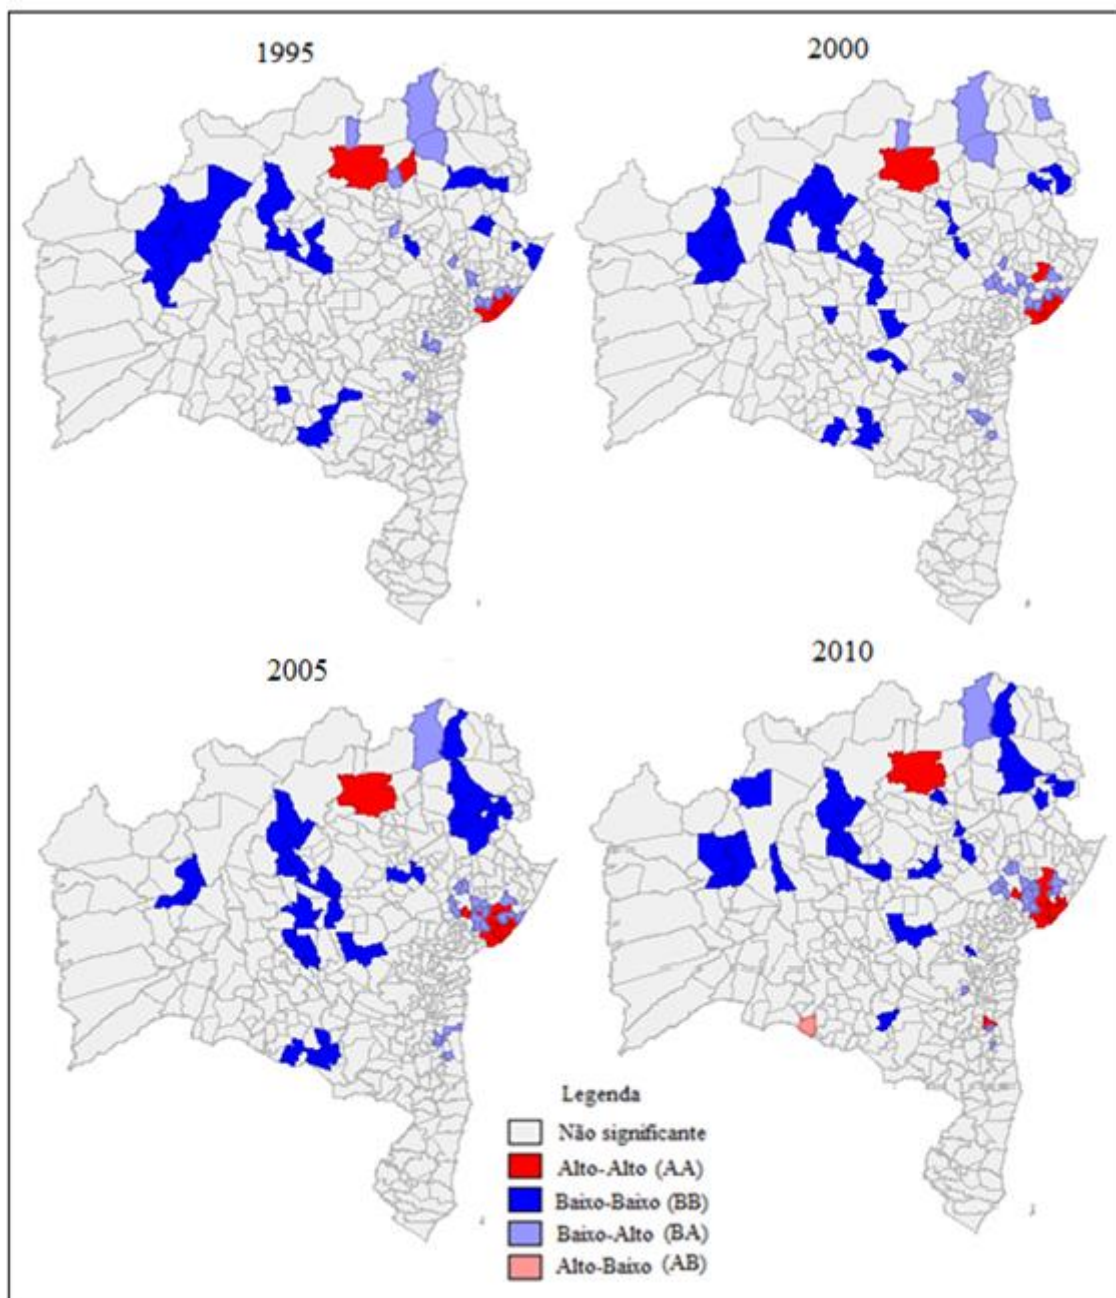 1995
2000
2005
2010
Legenda
Não significante
Alto-Alto (AA)
Baixo-Baixo (BB)
Baixo-Alto (BA)
Alto-Baixo (AB)